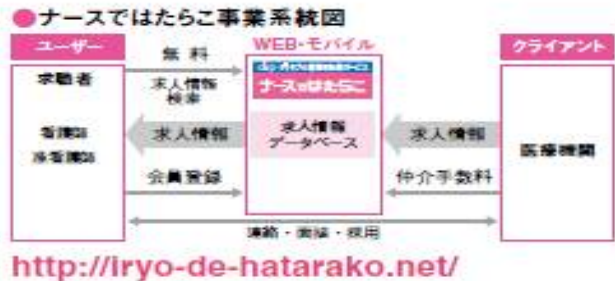 ●ナースではたらこ事業系統図
ユーザー
無料
WEB・モバイル
クライアント
求職者
求人情報
検索
ナースではたらこ
看護師
准看護師
求人情報
求人情報
データベース
求人情報
医療機関
会員登録
仲介手数料
連絡・面接・採用
http://iryo-de-hatarako.net/